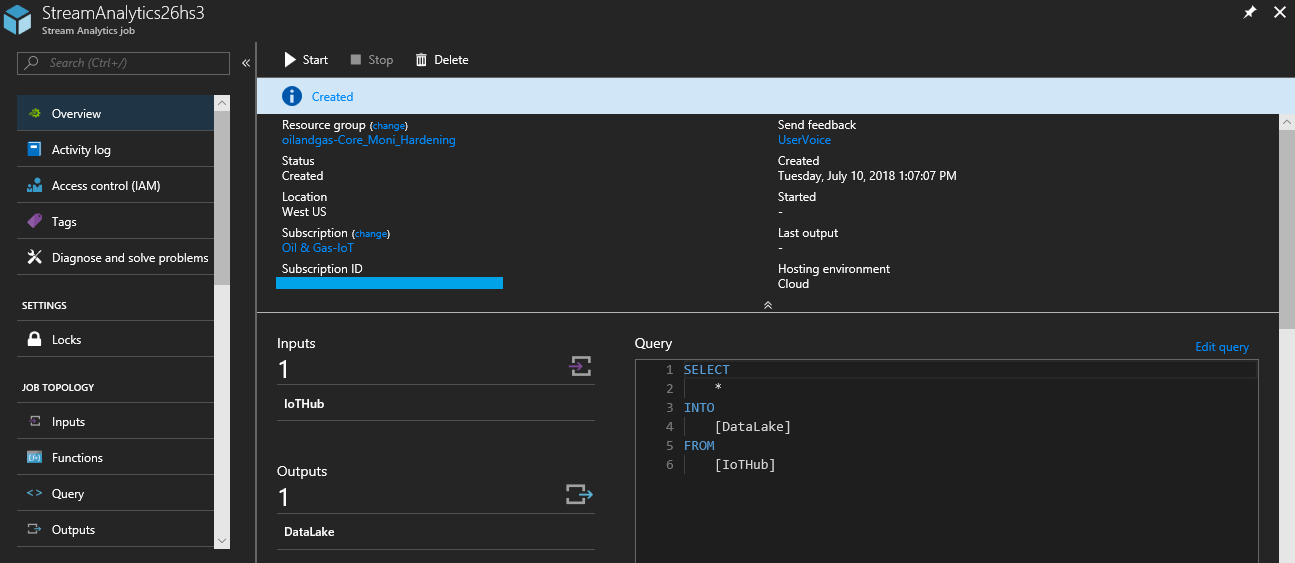 StreamAnalytics26hs3
Stream Analytics job
Search (Ctrl+/)
Overview
Activity log
Access control (IAM)
Tags
Diagnose and solve problems
SETTINGS
Locks
JOB TOPOLOGY
Inputs
Functions
Query
Outputs
Start Stop Delete
Created
Resource group (change)
oilandgas-Core_Moni_Hardening
Status
Created
Location
West US
Subscription (change)
Oil & Gas-IoT
Subscription ID
Send feedback
UserVoice
Created
Tuesday, July 10, 2018 1:07:07 PM
Started
-
Last output
-
Hosting environment
Cloud
Inputs
1
IoTHub
Outputs
1
DataLake
Query
Edit query
1 SELECT
2 *
3 INTO
4 [DataLake]
5 FROM
6 [IoTHub]